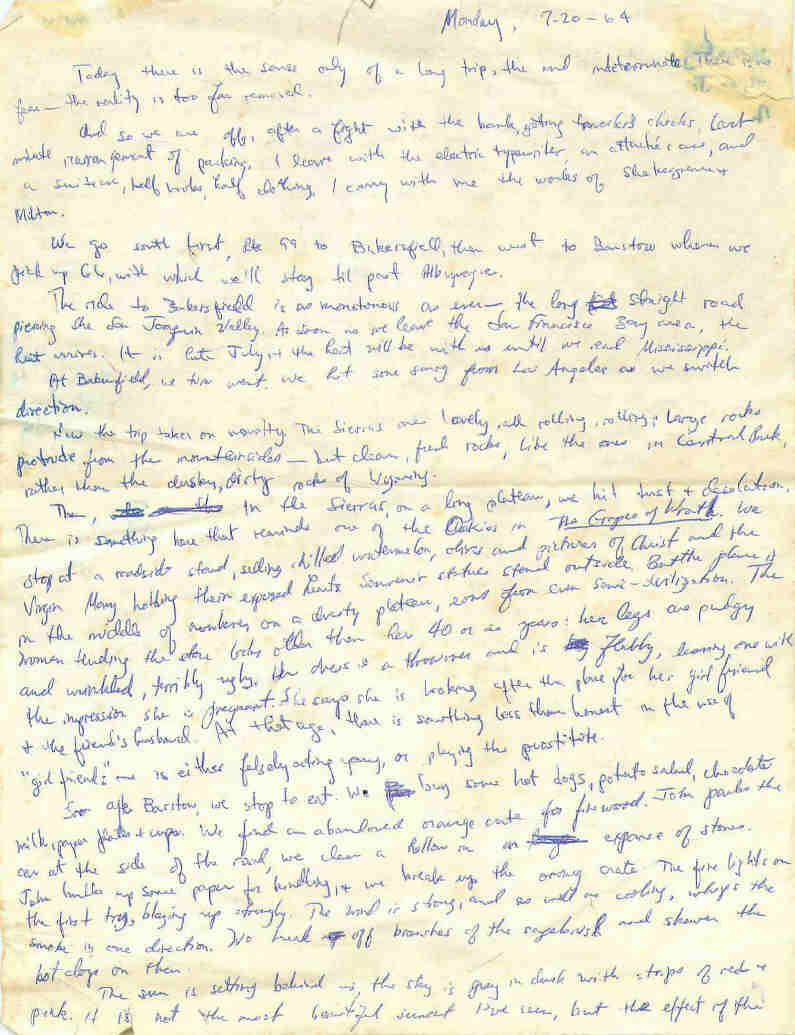 Monday, 7-20-64
Today there is the sense only of a long trip, the end indeterminate. There is no
fear — the reality is too far removed.
And so we are off, after a fight with the bank, getting traveler's checks, last
minute rearrangement of packing. I leave with the electric typewriter, an attaché case, and
a suitcase, half books, half clothing. I carry with me the works of Shakespeare +
Milton.
We go south first, Rte 99 to Bakersfield, then west to Barstow where we
pick up 66, with which we'll stay til past Albuquerque.
The ride to Bakersfield is as monotonous as ever — the long straight road
piercing the San Joaquin Valley. As soon as we leave the San Francisco Bay area, the
heat arrives. It is late July, + the heat will be with us until we reach Mississippi.
At Bakersfield, we turn west. We hit some smog from Los Angeles as we switch
direction.
Now the trip takes on novelty. The Sierras are lovely, all rolling, rolling; large rocks
protrude from the mountainsides — but clean, fresh rocks, like the ones in Central Park,
rather than the dusky, dirty rocks of Wyoming.
Then, in the Sierras, on a long plateau, we hit dust + desolation.
There is something here that reminds one of the Oakies in The Grapes of Wrath. We
stop at a roadside stand, selling chilled watermelon, olives and pictures of Christ and the
Virgin Mary holding their exposed hearts. Souvenir statues stand outside. But the place is
in the middle of nowhere, on a dusty plateau, eons from even semi-civilization. The
woman tending the store looks older than her 40 or so years: her legs are pudgy
and wrinkled, terribly ugly. Her dress is a throwover and is flabby, leaving one with
the impression she is pregnant. She says she is looking after the place for her girl friend
+ the friend's husband. At that age, there is something less than honest in the use of
"girl friend:" one is either falsely acting young, or playing the prostitute.
Soon after Barstow, we stop to eat. We buy some hot dogs, potato salad, chocolate
milk, paper plates + cups. We find an abandoned orange crate for firewood. John parks the
car at the side of the road, we clear a hollow in an expanse of stones.
John bundles up some paper for kindling, + we break up the orange crate. The fire lights on
the first try, blazing up strongly. The wind is strong, and as well as cooling, whips the
smoke in one direction. We break off branches of the sagebrush and skewer the
hot dogs on them.
The sun is setting behind us, the sky is gray in dusk with strips of red +
pink. It is not the most beautiful sunset I've seen, but the effect of the